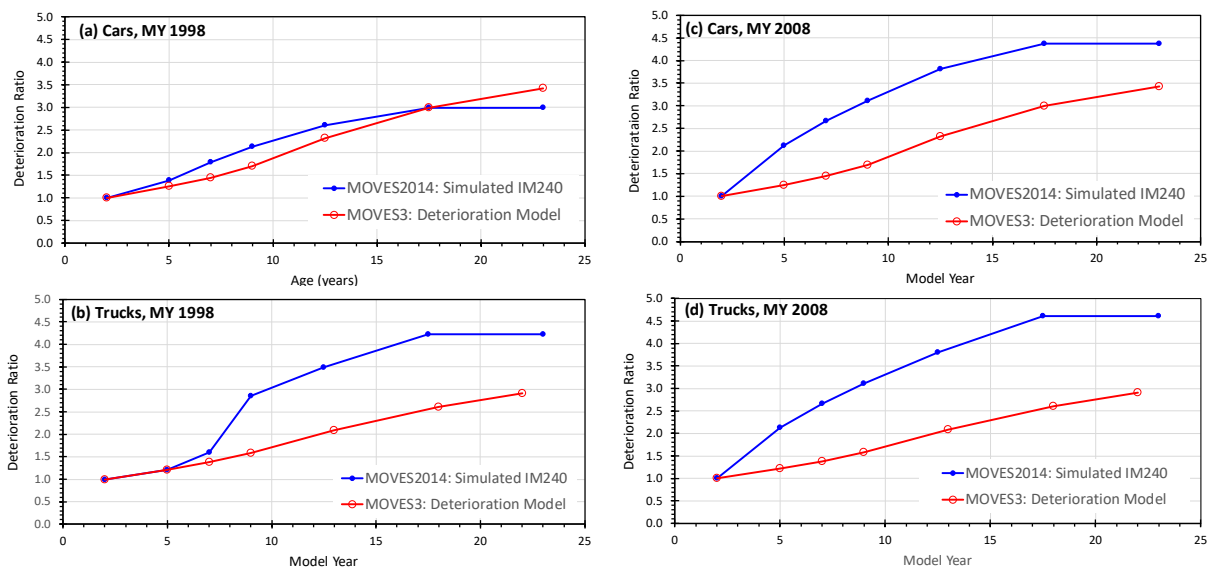 (a) Cars, MY 1998
Deterioration Ratio
5.0
4.5
4.0
3.5
3.0
2.5
2.0
1.5
1.0
0.5
0.0
MOVES2014: Simulated IM240
MOVES3: Deterioration Model
0 5 10 15 20 25
Age (years)
(c) Cars, MY 2008
Deterirorataion Ratio
5.0
4.5
4.0
3.5
3.0
2.5
2.0
1.5
1.0
0.5
0.0
MOVES2014: Simulated IM240
MOVES3: Deterioration Model
0 5 10 15 20 25
Model Year
(b) Trucks, MY 1998
Deterioration Ratio
5.0
4.5
4.0
3.5
3.0
2.5
2.0
1.5
1.0
0.5
0.0
MOVES2014: Simulated IM240
MOVES3: Deterioration Model
0 5 10 15 20 25
Model Year
(d) Trucks, MY 2008
Deterioration Ratio
5.0
4.5
4.0
3.5
3.0
2.5
2.0
1.5
1.0
0.5
0.0
MOVES2014: Simulated IM240
MOVES3: Deterioration Model
0 5 10 15 20 25
Model Year